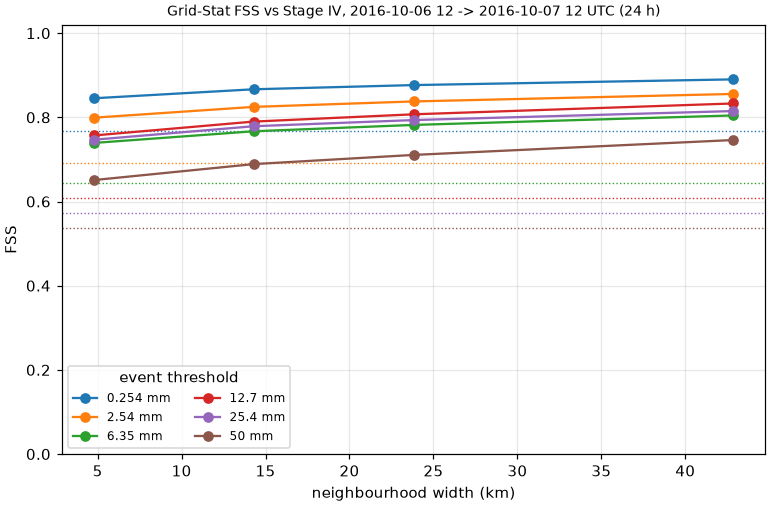 Grid-Stat FSS vs Stage IV, 2016-10-06 12 -> 2016-10-07 12 UTC (24 h)
1.0
0.8
0.6
0.4
0.2
0.0
FSS
event threshold
0.254 mm
2.54 mm
6.35 mm
12.7 mm
25.4 mm
50 mm
5 10 15 20 25 30 35 40
neighbourhood width (km)